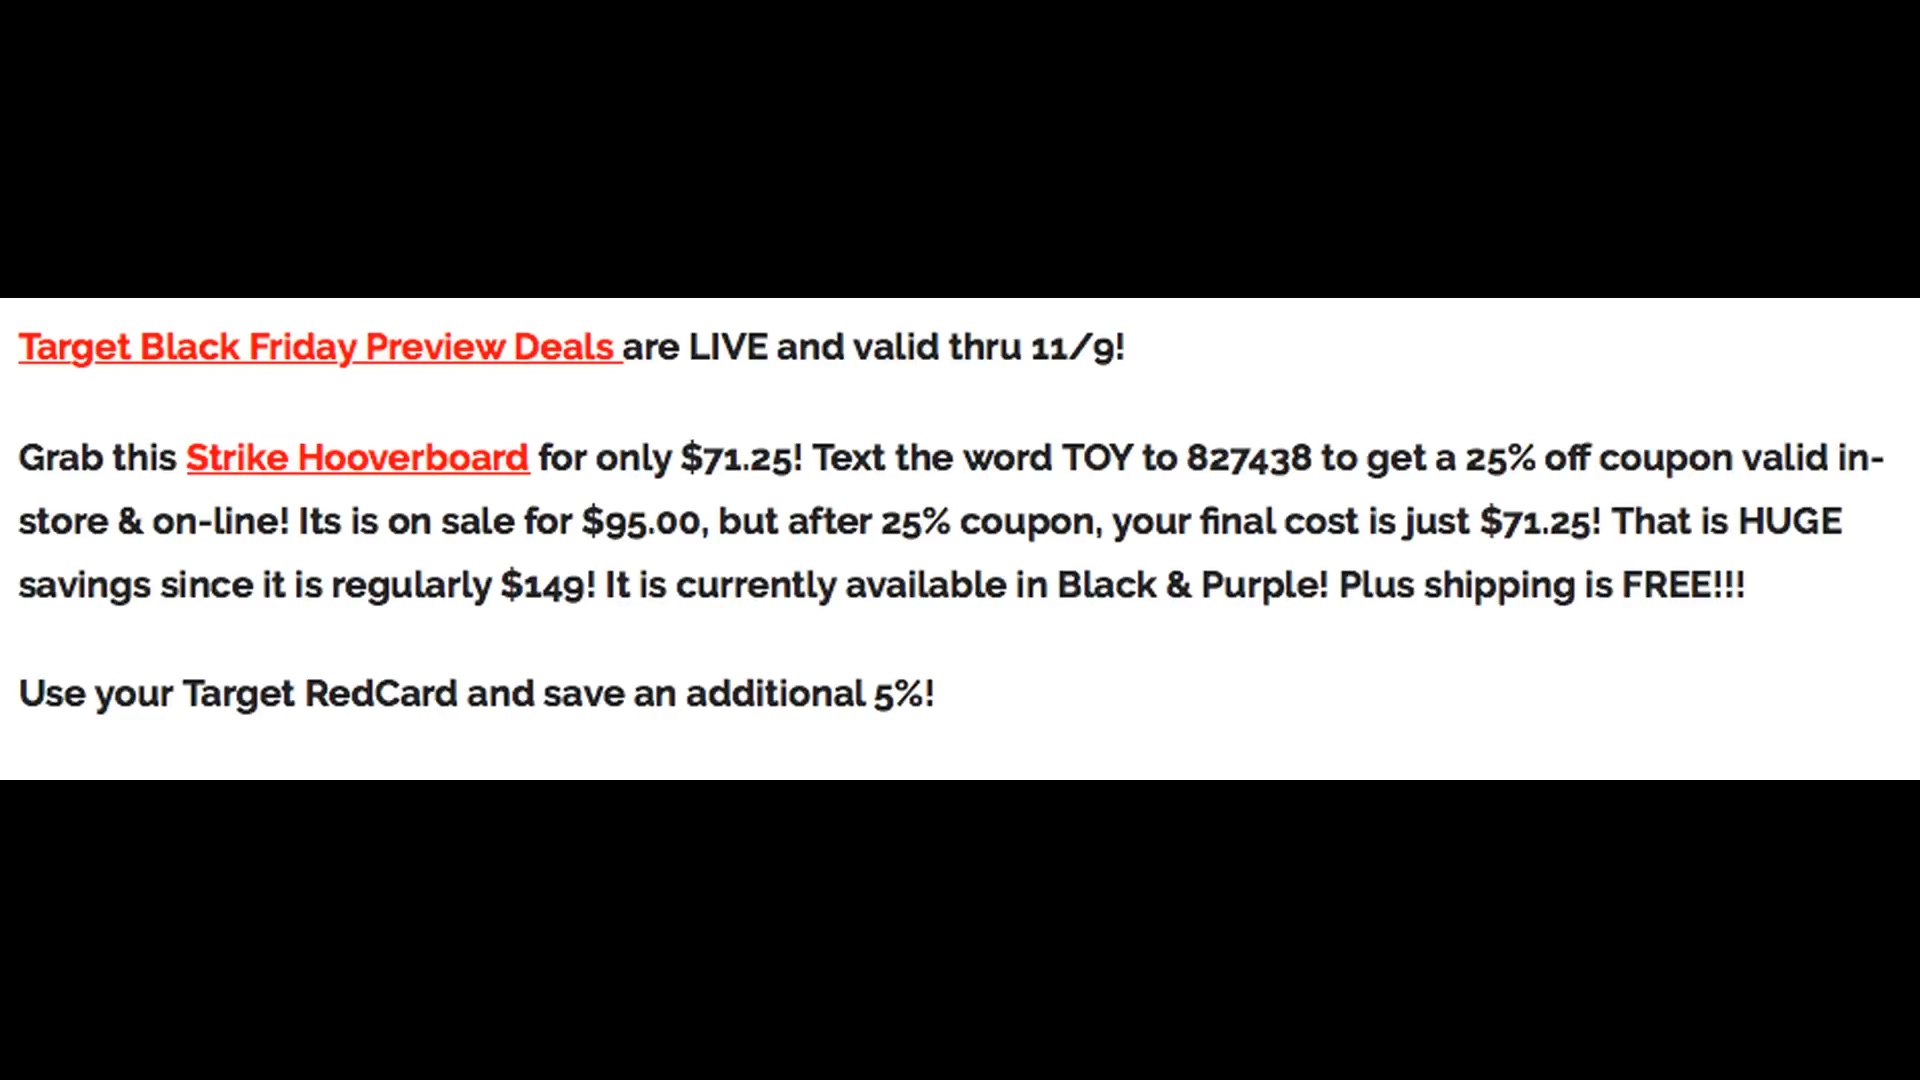 Target Black Friday Preview Deals are LIVE and valid thru 11/9!
Grab this Strike Hooverboard for only $71.25! Text the word TOY to 827438 to get a 25% off coupon valid in-
store & on-line! Its is on sale for $95.00, but after 25% coupon, your final cost is just $71.25! That is HUGE
savings since it is regularly $149! It is currently available in Black & Purple! Plus shipping is FREE!!!
Use your Target RedCard and save an additional 5%!